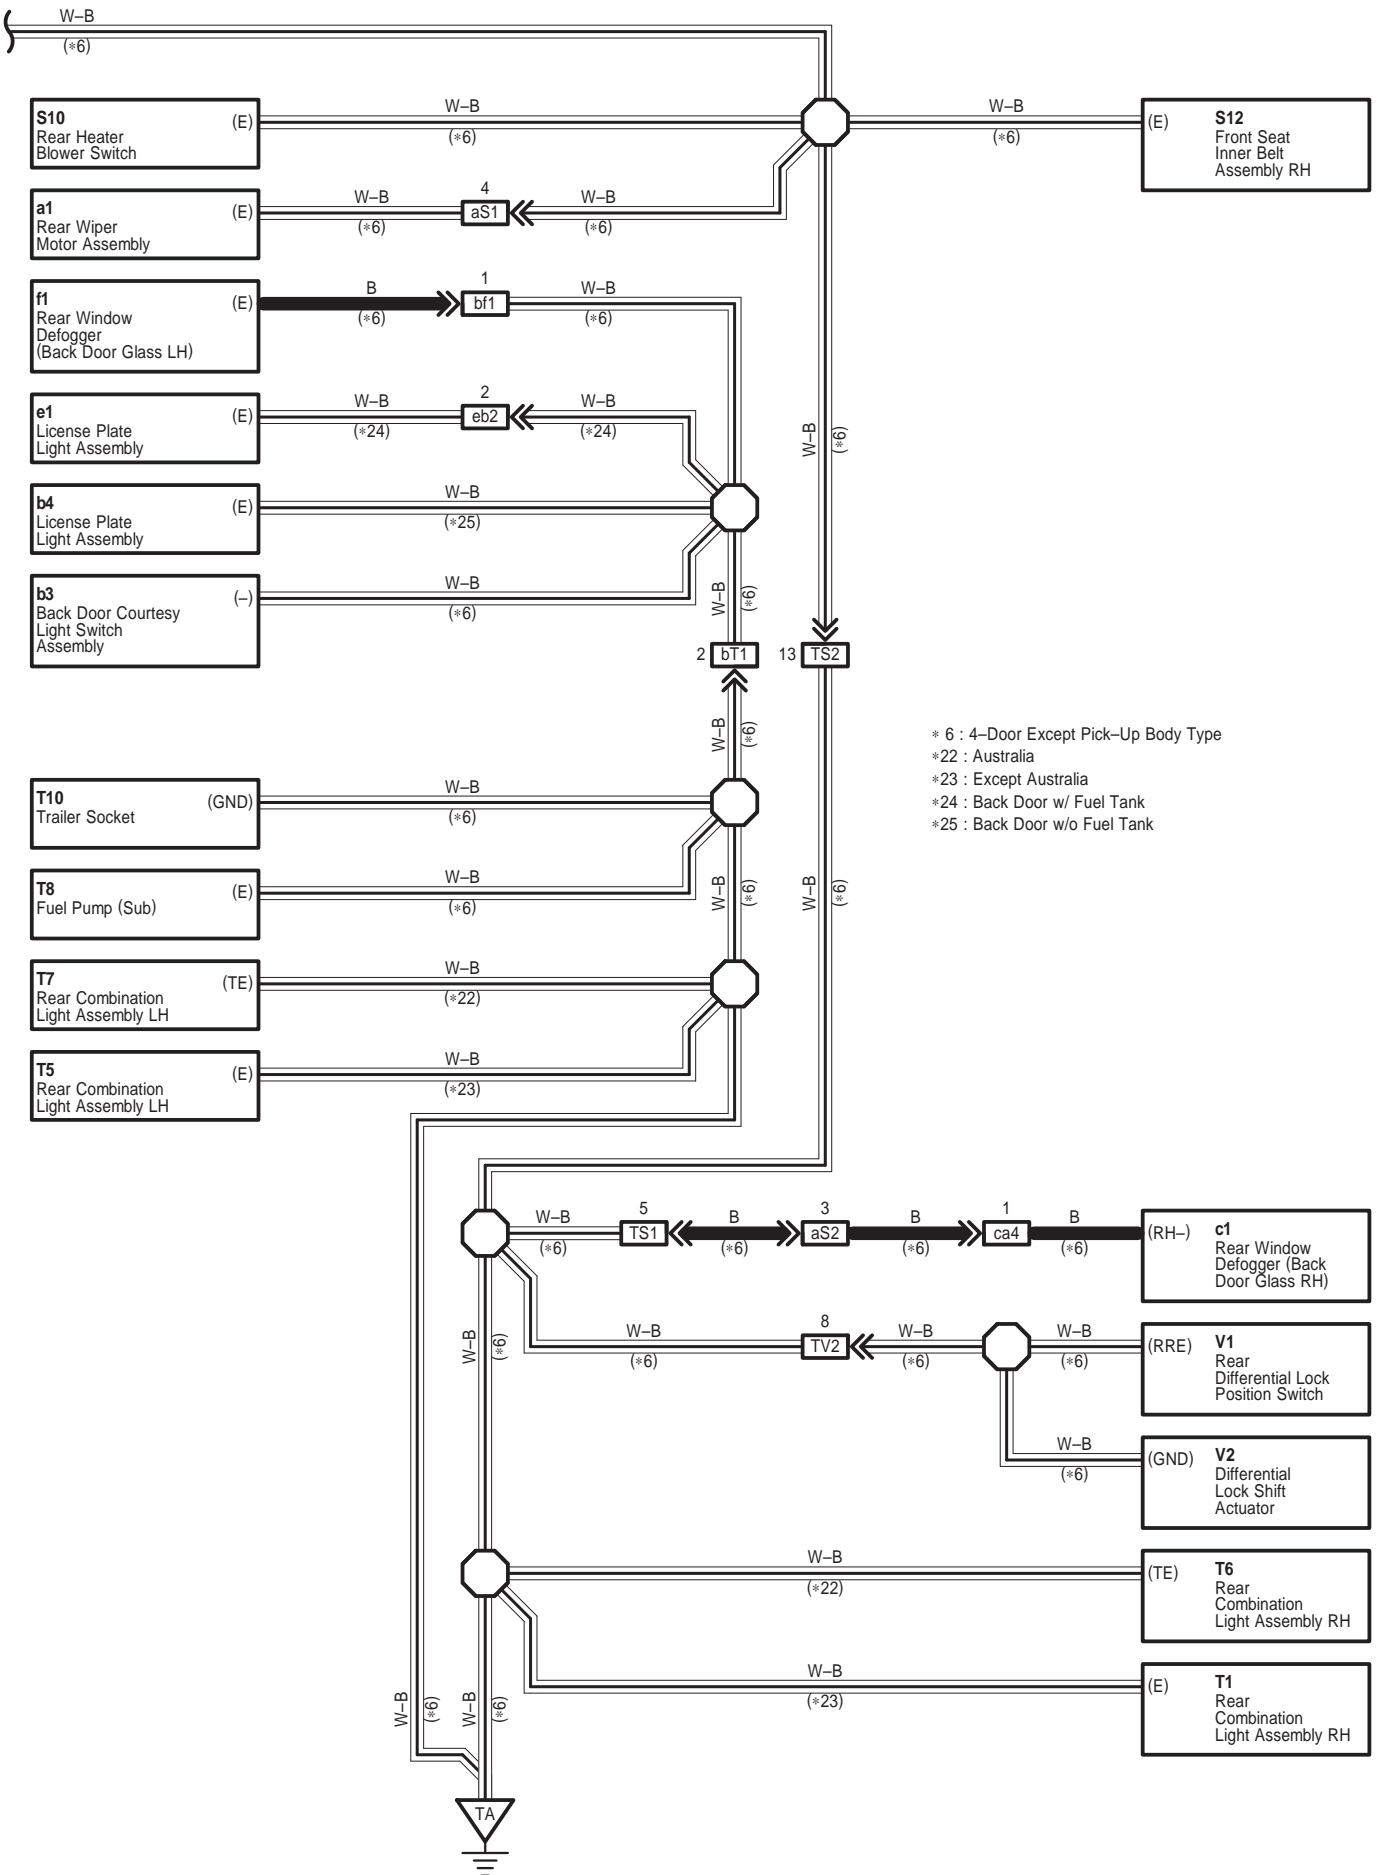 W–B
(∗6)
S10
Rear Heater
Blower Switch
(E)
W–B
(∗6)
W–B
(∗6)
(E)
S12
Front Seat
Inner Belt
Assembly RH
a1
Rear Wiper
Motor Assembly
(E)
W–B
(∗6)
4
aS1
W–B
(∗6)
f1
Rear Window
Defogger
(Back Door Glass LH)
(E)
B
(∗6)
1
bf1
W–B
(∗6)
e1
License Plate
Light Assembly
(E)
W–B
(∗24)
2
eb2
W–B
(∗24)
W–B
(∗6)
b4
License Plate
Light Assembly
(E)
W–B
(∗25)
b3
Back Door Courtesy
Light Switch
Assembly
(–)
W–B
(∗6)
W–B
(∗6)
2
bT1
13
TS2
W–B
(∗6)
∗ 6 : 4–Door Except Pick–Up Body Type
∗22 : Australia
∗23 : Except Australia
∗24 : Back Door w/ Fuel Tank
∗25 : Back Door w/o Fuel Tank
T10
Trailer Socket
(GND)
W–B
(∗6)
T8
Fuel Pump (Sub)
(E)
W–B
(∗6)
W–B
(∗6)
W–B
(∗6)
T7
Rear Combination
Light Assembly LH
(TE)
W–B
(∗22)
T5
Rear Combination
Light Assembly LH
(E)
W–B
(∗23)
W–B
(∗6)
5
TS1
B
(∗6)
3
aS2
B
(∗6)
1
ca4
B
(∗6)
(RH–)
c1
Rear Window
Defogger (Back
Door Glass RH)
W–B
(∗6)
W–B
(∗6)
8
TV2
W–B
(∗6)
W–B
(∗6)
(RRE)
V1
Rear
Differential Lock
Position Switch
W–B
(∗6)
(GND)
V2
Differential
Lock Shift
Actuator
W–B
(∗22)
(TE)
T6
Rear
Combination
Light Assembly RH
W–B
(∗23)
(E)
T1
Rear
Combination
Light Assembly RH
W–B
(∗6)
W–B
(∗6)
TA